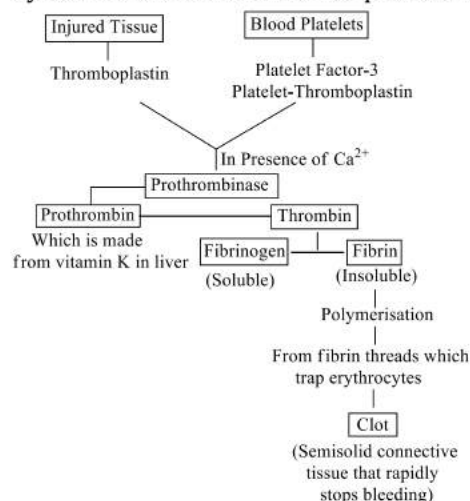 Injured Tissue
Blood Platelets
Thromboplastin
Platelet Factor-3
Platelet-Thromboplastin
In Presence of Ca²⁺
Prothrombinase
Prothrombin
Thrombin
Which is made
from vitamin K in liver
Fibrinogen
Fibrin
(Soluble)
(Insoluble)
Polymerisation
From fibrin threads which
trap erythrocytes
Clot
(Semisolid connective
tissue that rapidly
stops bleeding)